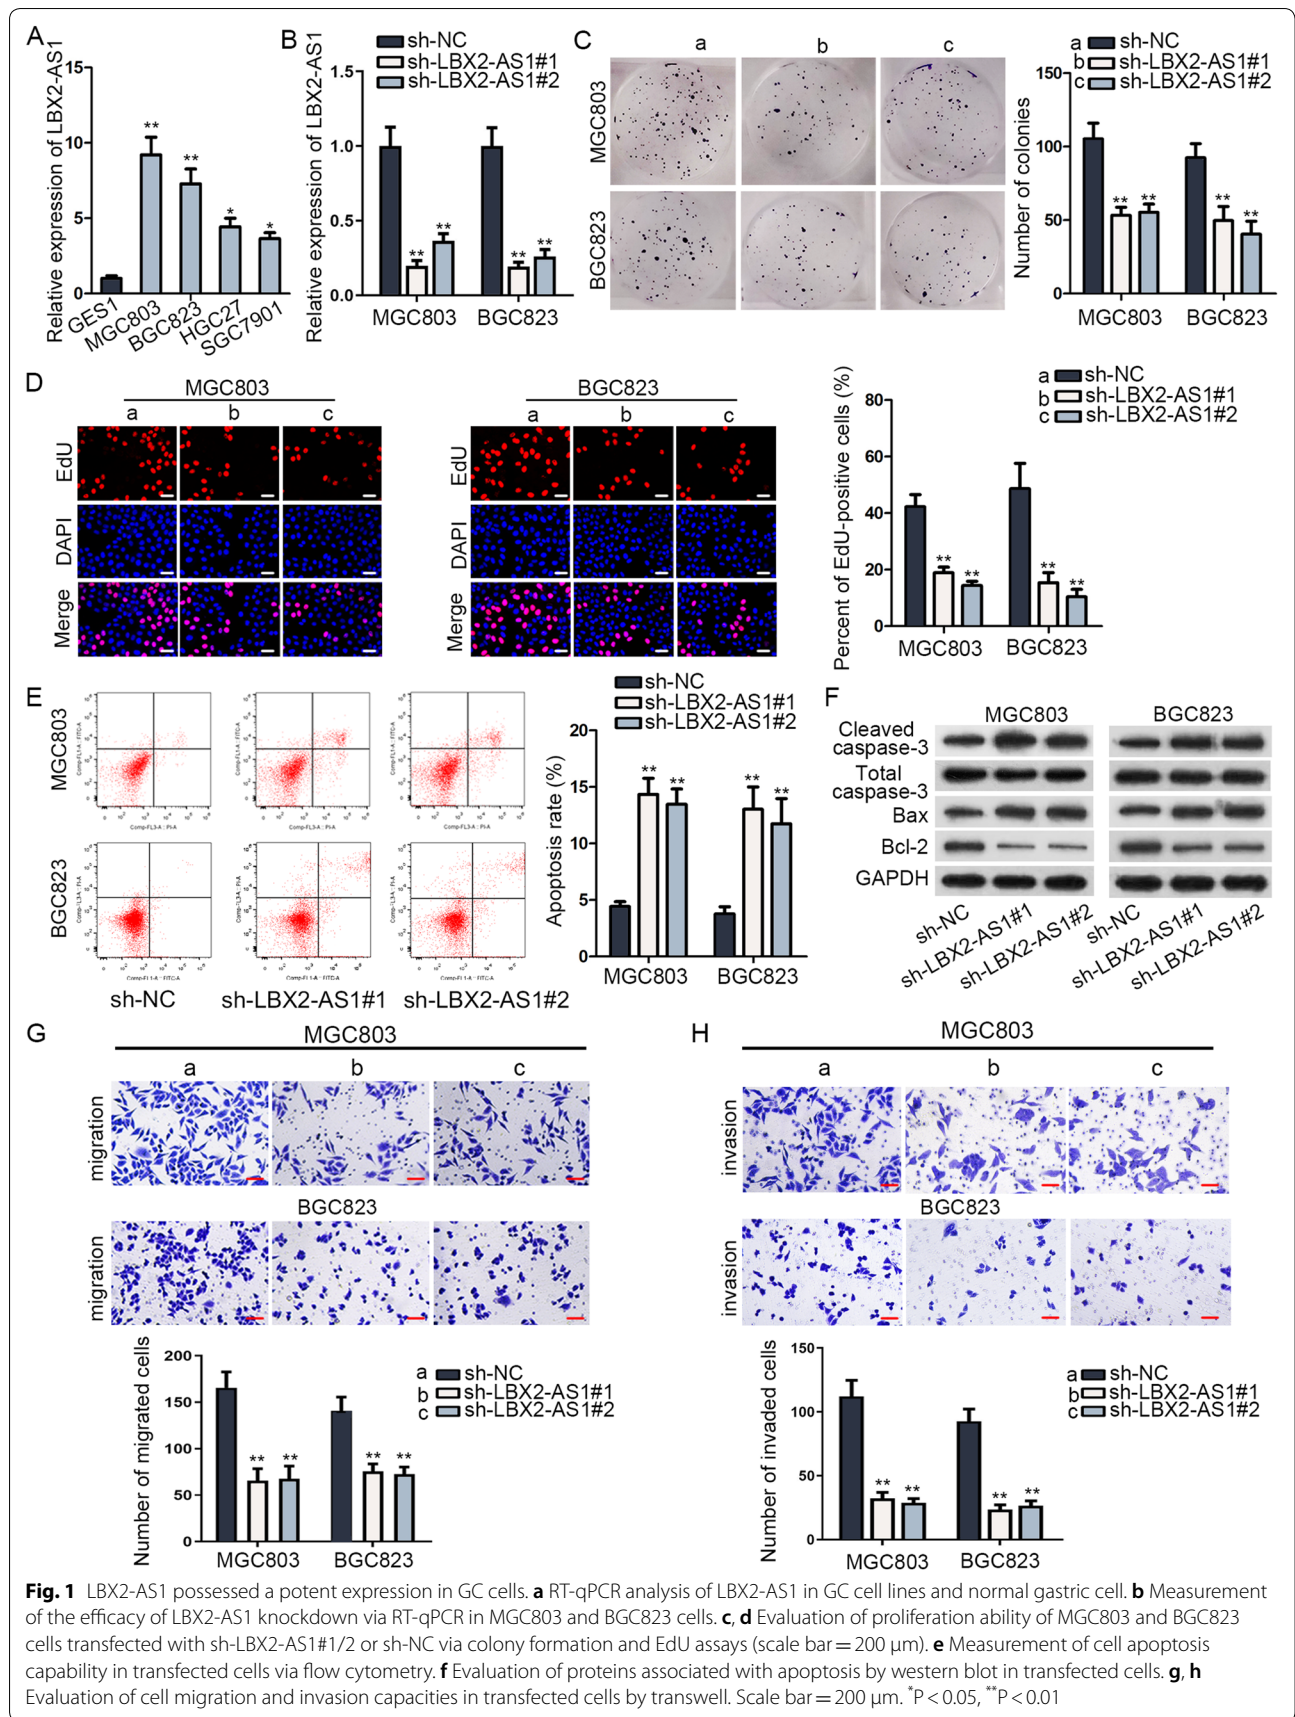 A
Relative expression of LBX2-AS1
15
10
5
0
**
**
*
*
GES1
MGC803
BGC823
HGC27
SGC7901
B
sh-NC
sh-LBX2-AS1#1
sh-LBX2-AS1#2
Relative expression of LBX2-AS1
1.5
1.0
0.5
0.0
** ** ** **
MGC803 BGC823
C
a b c
MGC803
BGC823
a sh-NC
b sh-LBX2-AS1#1
c sh-LBX2-AS1#2
Number of colonies
150
100
50
0
** ** ** **
MGC803 BGC823
D
MGC803
a b c
EdU
DAPI
Merge
BGC823
a b c
EdU
DAPI
Merge
a sh-NC
b sh-LBX2-AS1#1
c sh-LBX2-AS1#2
Percent of EdU-positive cells (%)
80
60
40
20
0
** ** ** **
MGC803 BGC823
E
MGC803
BGC823
Comp-FL3-A :: PI-A
Comp-FL1-A :: FITC-A
sh-NC sh-LBX2-AS1#1 sh-LBX2-AS1#2
sh-NC
sh-LBX2-AS1#1
sh-LBX2-AS1#2
Apoptosis rate (%)
20
15
10
5
0
** ** ** **
MGC803 BGC823
F
MGC803 BGC823
Cleaved
caspase-3
Total
caspase-3
Bax
Bcl-2
GAPDH
sh-NC
sh-LBX2-AS1#1
sh-LBX2-AS1#2
sh-NC
sh-LBX2-AS1#1
sh-LBX2-AS1#2
G
MGC803
a b c
migration
BGC823
migration
Number of migrated cells
200
150
100
50
0
** ** ** **
MGC803 BGC823
a sh-NC
b sh-LBX2-AS1#1
c sh-LBX2-AS1#2
H
MGC803
a b c
invasion
BGC823
invasion
Number of invaded cells
150
100
50
0
** ** ** **
MGC803 BGC823
a sh-NC
b sh-LBX2-AS1#1
c sh-LBX2-AS1#2
Fig. 1 LBX2-AS1 possessed a potent expression in GC cells. a RT-qPCR analysis of LBX2-AS1 in GC cell lines and normal gastric cell. b Measurement
of the efficacy of LBX2-AS1 knockdown via RT-qPCR in MGC803 and BGC823 cells. c, d Evaluation of proliferation ability of MGC803 and BGC823
cells transfected with sh-LBX2-AS1#1/2 or sh-NC via colony formation and EdU assays (scale bar = 200 μm). e Measurement of cell apoptosis
capability in transfected cells via flow cytometry. f Evaluation of proteins associated with apoptosis by western blot in transfected cells. g, h
Evaluation of cell migration and invasion capacities in transfected cells by transwell. Scale bar = 200 μm. *P < 0.05, **P < 0.01